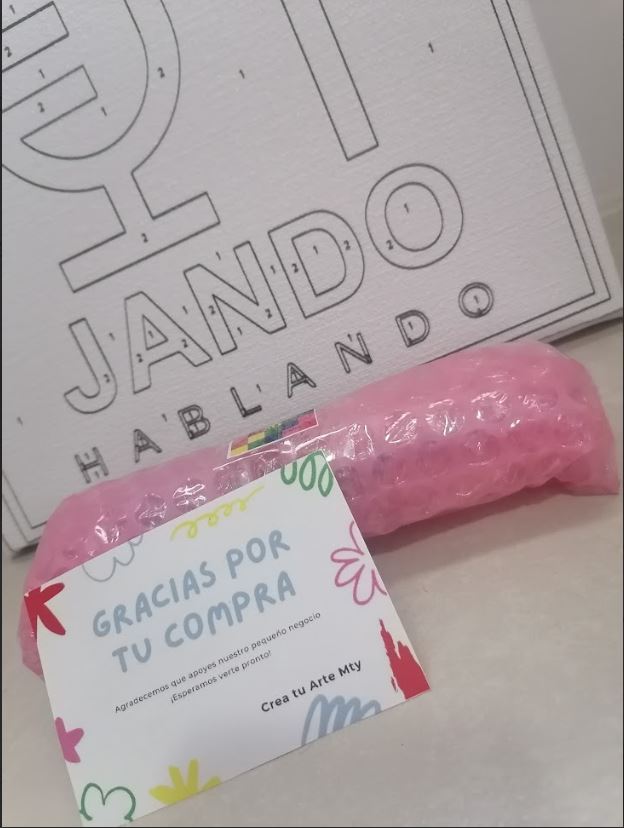 JANDO
HABLANDO
GRACIAS POR
TU COMPRA
Agradecemos que apoyes nuestro pequeño negocio
¡Esperamos verte pronto!
Crea tu Arte Mty